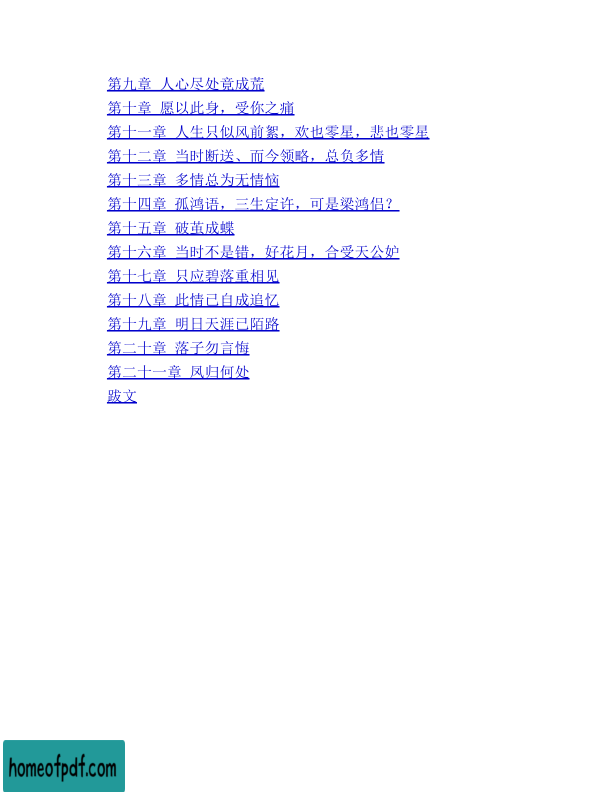 第九章 人心尽处竟成荒
第十章 愿以此身，受你之痛
第十一章 人生只似风前絮，欢也零星，悲也零星
第十二章 当时断送、而今领略，总负多情
第十三章 多情总为无情恼
第十四章 孤鸿语，三生定许，可是梁鸿侣？
第十五章 破茧成蝶
第十六章 当时不是错，好花月，合受天公妒
第十七章 只应碧落重相见
第十八章 此情已自成追忆
第十九章 明日天涯已陌路
第二十章 落子勿言悔
第二十一章 凤归何处
跋文
homeofpdf.com